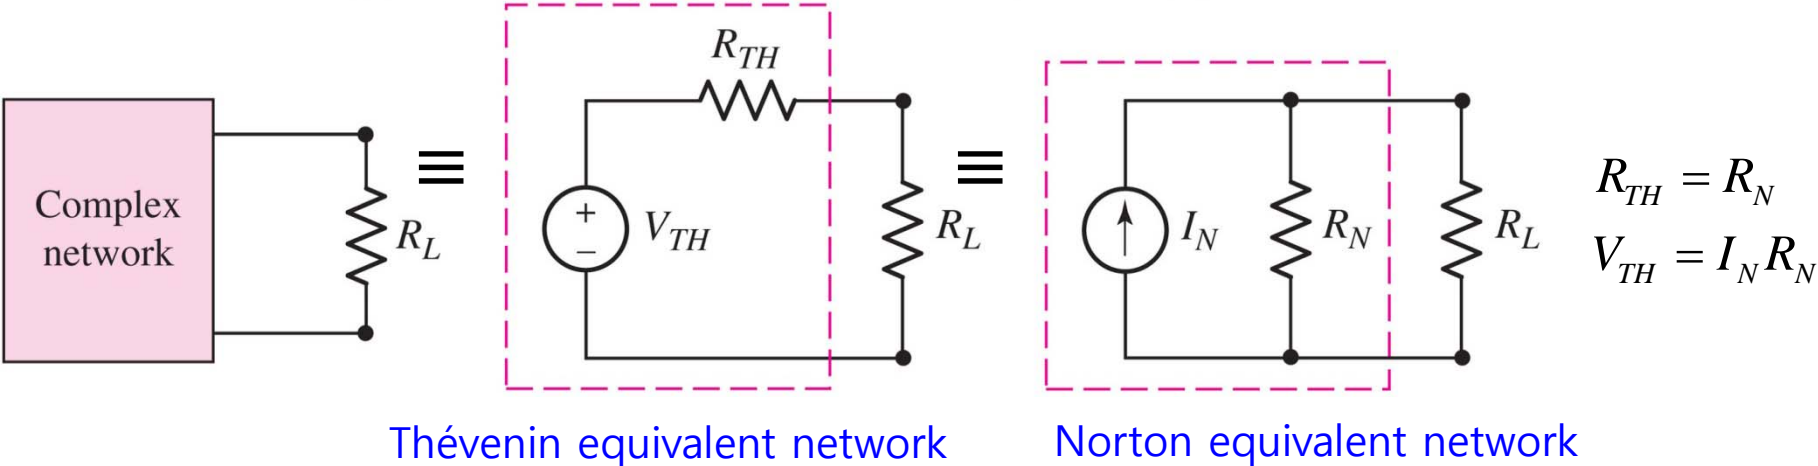 Complex
network
R_L
≡
R_TH
+
−
V_TH
R_L
≡
I_N
R_N
R_L
R_TH = R_N
V_TH = I_N R_N
Thévenin equivalent network
Norton equivalent network